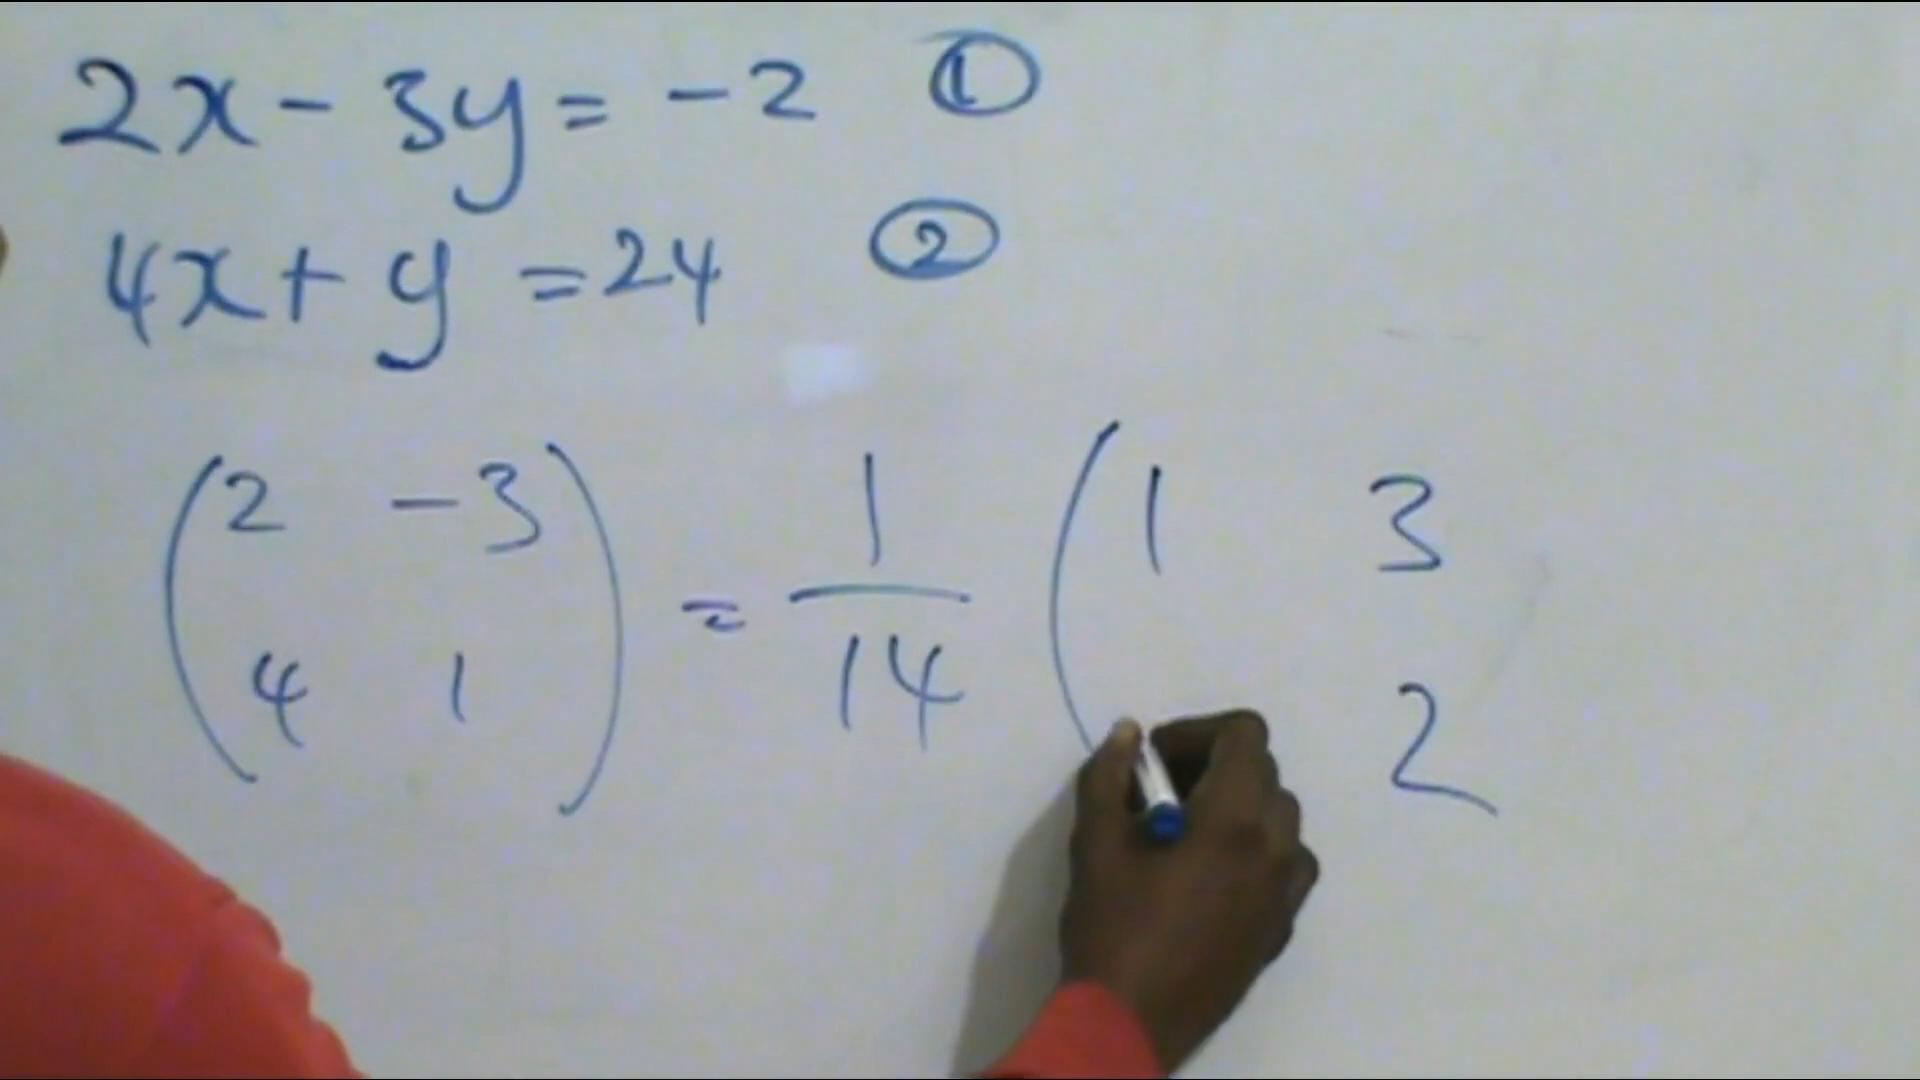 2x - 3y = -2 ①
4x + y = 24 ②
( 2 -3 ) = 1/14 ( 1 3
4 1 2